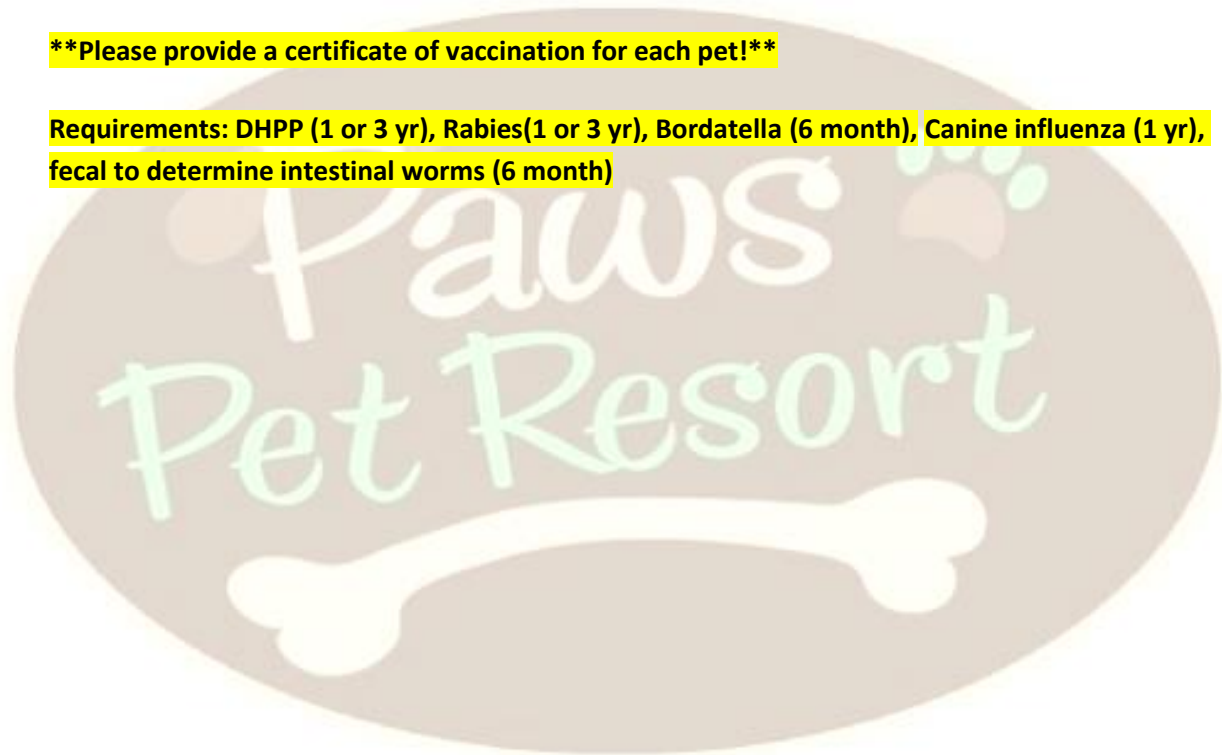 **Please provide a certificate of vaccination for each pet!**
Requirements: DHPP (1 or 3 yr), Rabies(1 or 3 yr), Bordatella (6 month), Canine influenza (1 yr),
fecal to determine intestinal worms (6 month)
Paws
Pet Resort